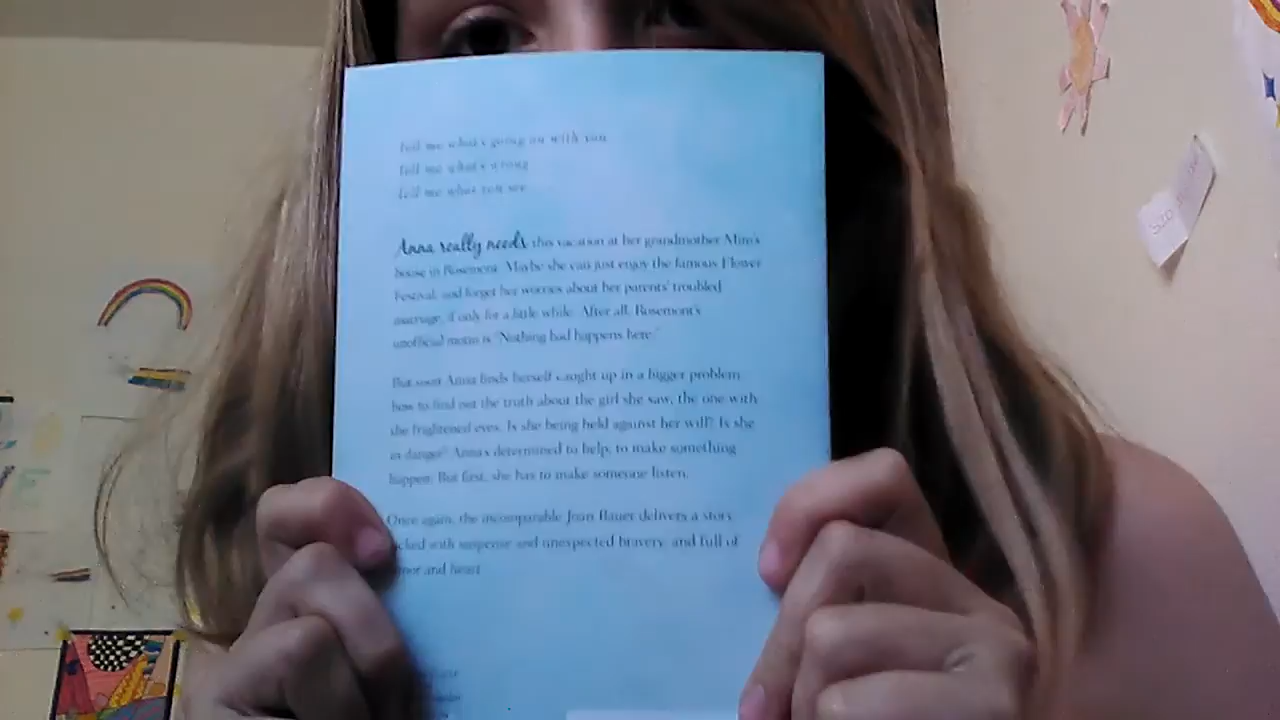 tell me what's going on with you
tell me what's wrong
tell me what you see
Anna really needs this vacation at her grandmother Mim's
house in Rosemont. Maybe she can just enjoy the famous Flower
Festival, and forget her worries about her parents' troubled
marriage, if only for a little while. After all, Rosemont's
unofficial motto is "Nothing bad happens here."
But soon Anna finds herself caught up in a bigger problem:
how to find out the truth about the girl she saw, the one with
the frightened eyes. Is she being held against her will? Is she
in danger? Anna's determined to help, to make something
happen. But first, she has to make someone listen.
Once again, the incomparable Joan Bauer delivers a story
cked with suspense and unexpected bravery, and full of
mor and heart.